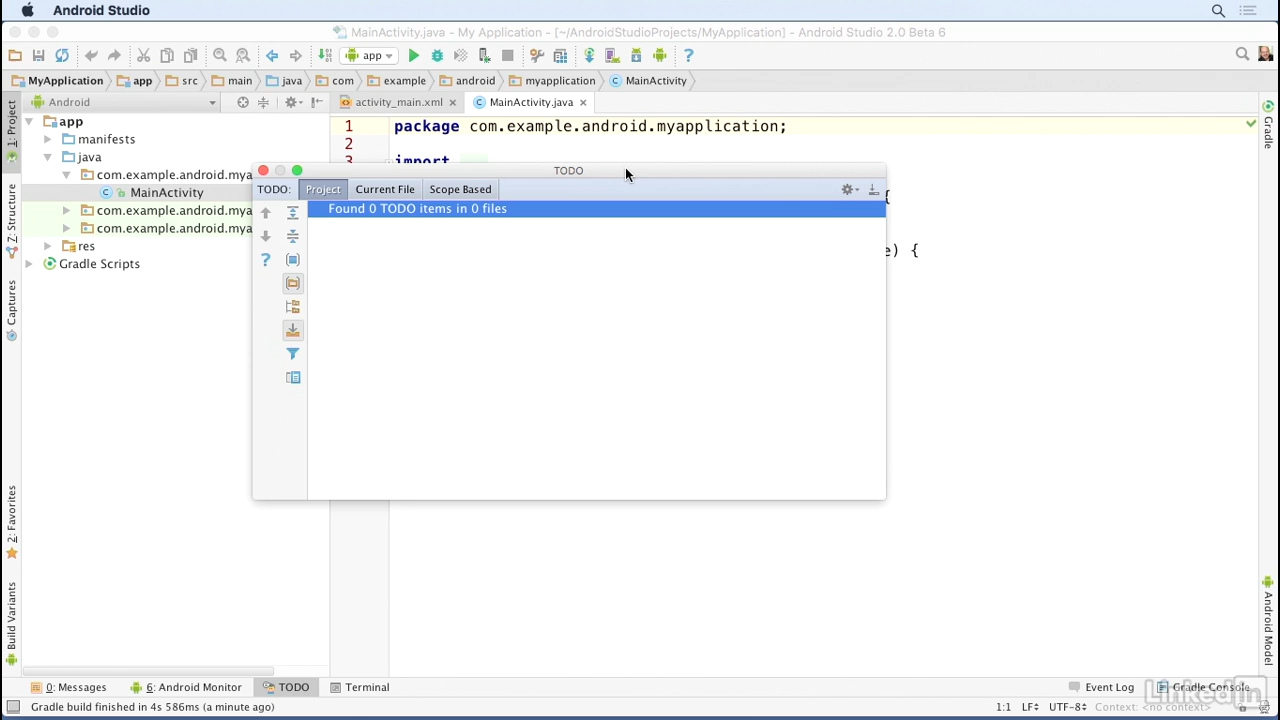 Android Studio
MainActivity.java - My Application - [~/AndroidStudioProjects/MyApplication] - Android Studio 2.0 Beta 6
app
MyApplication app src main java com example android myapplication MainActivity
Android
activity_main.xml MainActivity.java
1: Project
app
manifests
java
com.example.android.mya
MainActivity
com.example.android.mya
com.example.android.mya
res
Gradle Scripts
1 package com.example.android.myapplication;
2
3 import ...
{
e) {
TODO
TODO: Project Current File Scope Based
Found 0 TODO items in 0 files
7: Structure
Captures
2: Favorites
Build Variants
Gradle
Android Model
0: Messages 6: Android Monitor TODO Terminal Event Log Gradle Console
Gradle build finished in 4s 586ms (a minute ago) 1:1 LF UTF-8 Context: <no context>
LinkedIn